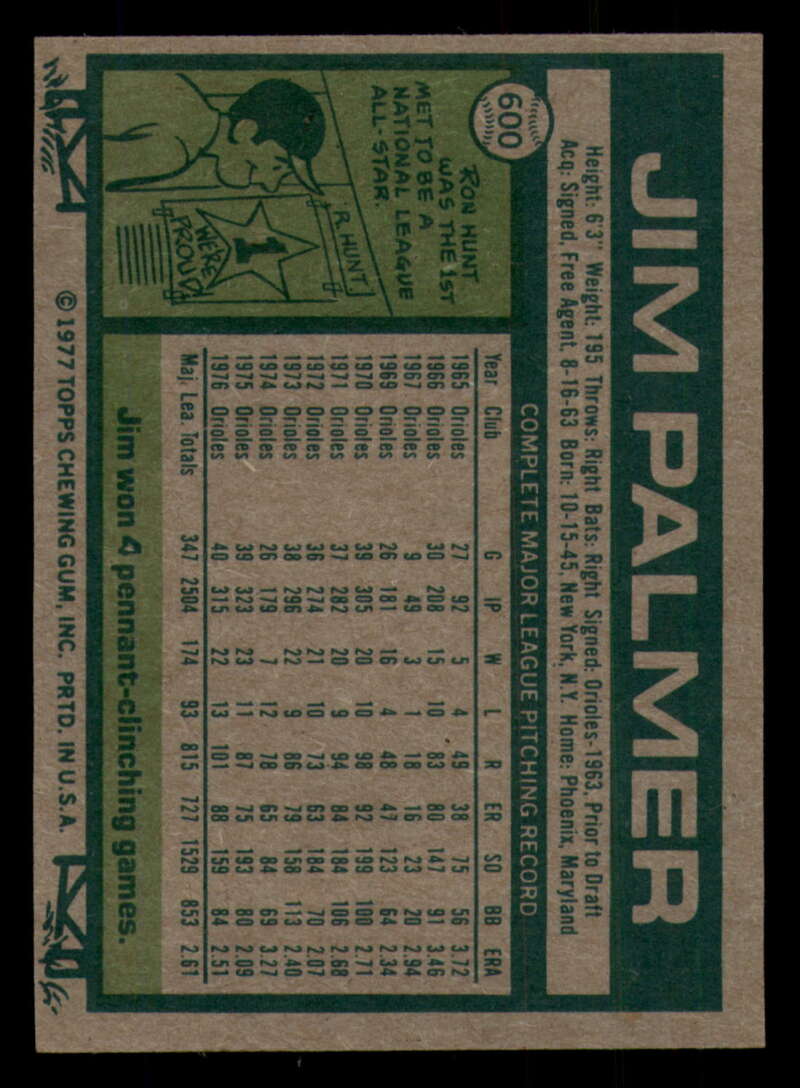 JIM PALMER
600
Height: 6'3" Weight: 195 Throws: Right Bats: Right Signed: Orioles-1963, Prior to Draft
Acq: Signed, Free Agent, 8-16-63 Born: 10-15-45, New York, N.Y. Home: Phoenix, Maryland
RON HUNT
WAS THE 1ST
MET TO BE A
NATIONAL LEAGUE
ALL-STAR.
R. HUNT
1
WE'RE
PROUD!
COMPLETE MAJOR LEAGUE PITCHING RECORD
Year Club G IP W L R ER SO BB ERA
1965 Orioles 27 92 5 4 49 38 75 56 3.72
1966 Orioles 30 208 15 10 83 80 147 91 3.46
1967 Orioles 9 49 3 1 18 16 23 20 2.94
1969 Orioles 26 181 16 4 48 47 123 64 2.34
1970 Orioles 39 305 20 10 98 92 199 100 2.71
1971 Orioles 37 282 20 9 94 84 184 106 2.68
1972 Orioles 36 274 21 10 73 63 184 70 2.07
1973 Orioles 38 296 22 9 86 79 158 113 2.40
1974 Orioles 26 179 7 12 78 65 84 69 3.27
1975 Orioles 39 323 23 11 87 75 193 80 2.09
1976 Orioles 40 315 22 13 101 88 159 84 2.51
Maj. Lea. Totals 347 2504 174 93 815 727 1529 853 2.61
Jim won 4 pennant-clinching games.
© 1977 TOPPS CHEWING GUM, INC. PRTD. IN U.S.A.